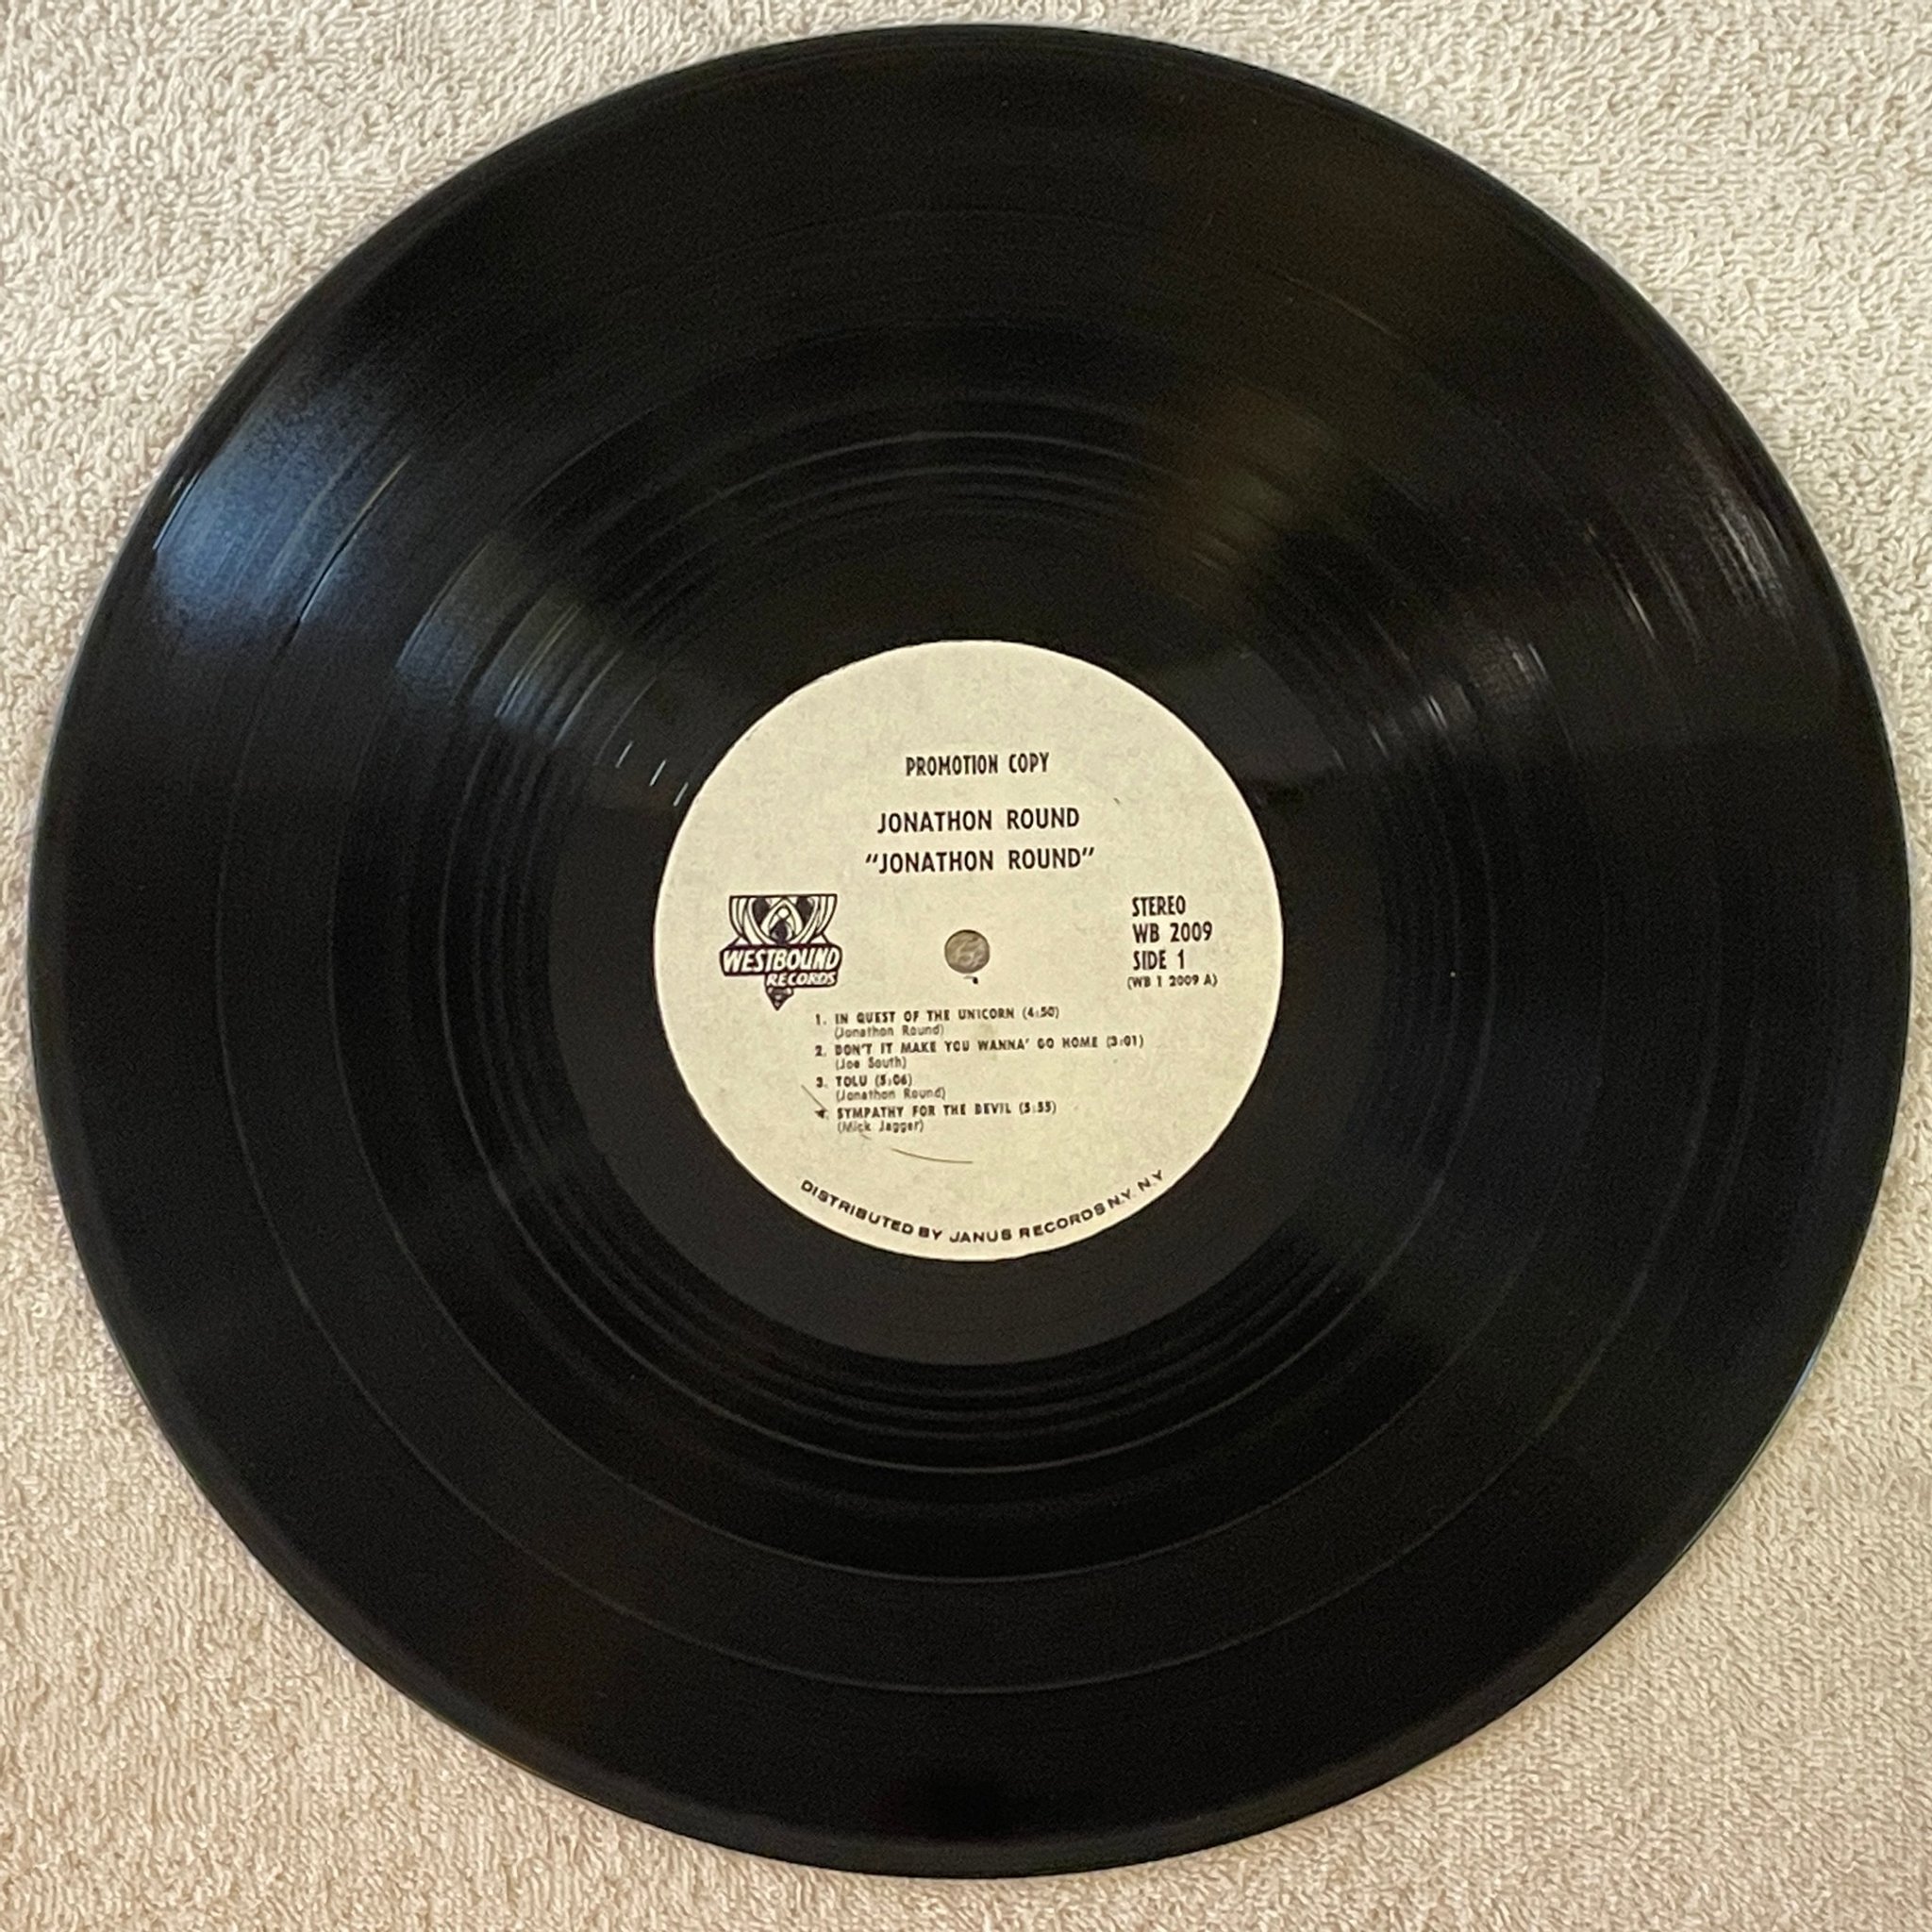 PROMOTION COPY
JONATHON ROUND
"JONATHON ROUND"
WESTBOUND
RECORDS
STEREO
WB 2009
SIDE 1
(WB 1 2009 A)
1. IN QUEST OF THE UNICORN (4:50)
(Jonathon Round)
2. DON'T IT MAKE YOU WANNA' GO HOME (3:01)
(Joe South)
3. TOLU (5:06)
(Jonathon Round)
4. SYMPATHY FOR THE DEVIL (5:55)
(Mick Jagger)
DISTRIBUTED BY JANUS RECORDS N.Y. N.Y